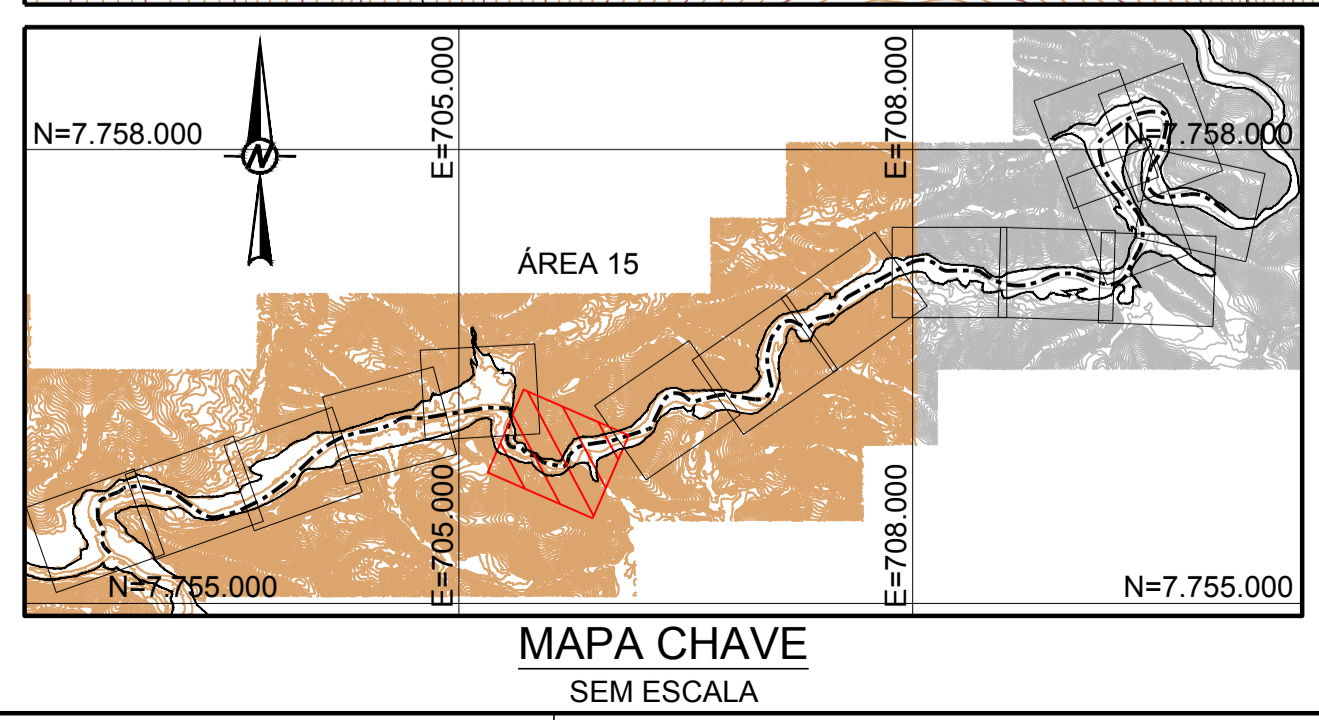 E=705.000
E=708.000
N=7.758.000
N=7.758.000
N
ÁREA 15
E=705.000
E=708.000
N=7.755.000
N=7.755.000
MAPA CHAVE
SEM ESCALA